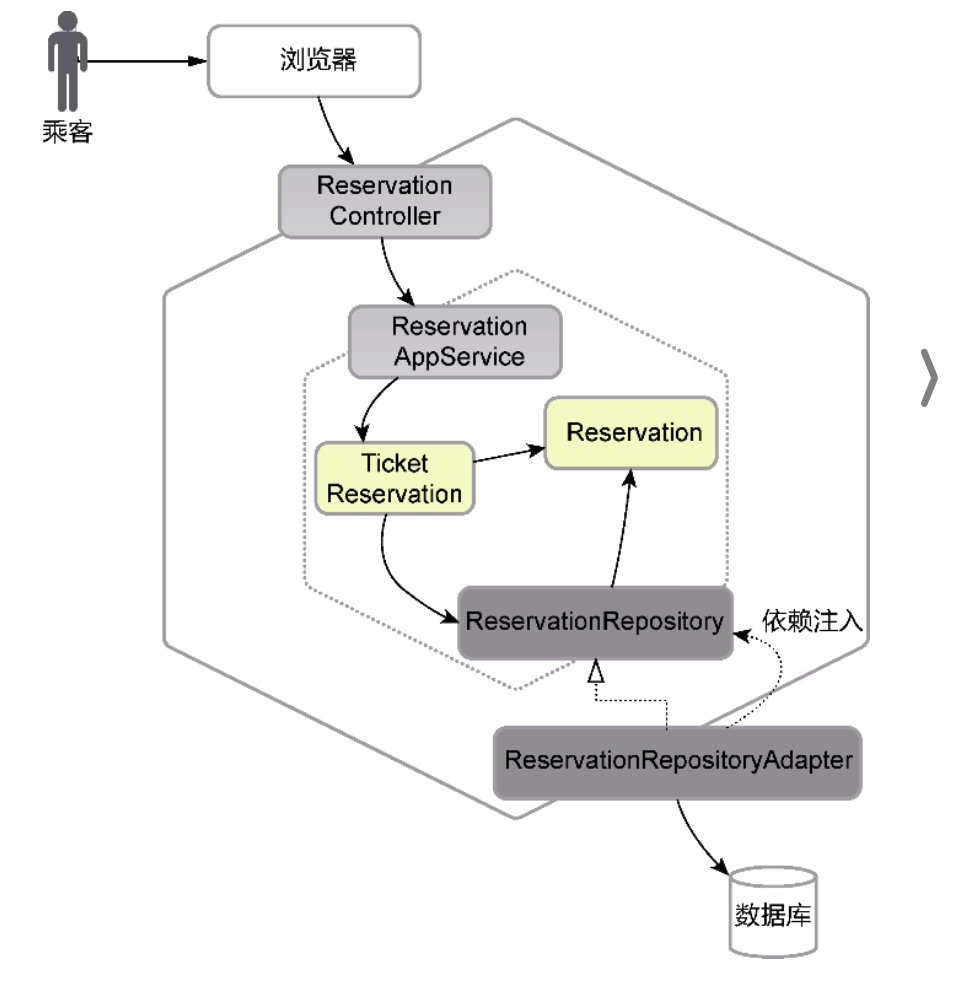 浏览器
乘客
Reservation
Controller
Reservation
AppService
Reservation
Ticket
Reservation
ReservationRepository
依赖注入
ReservationRepositoryAdapter
数据库